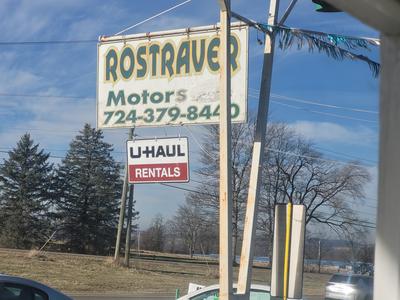 ROSTRAVER
Motors
724-379-8440
U-HAUL
RENTALS